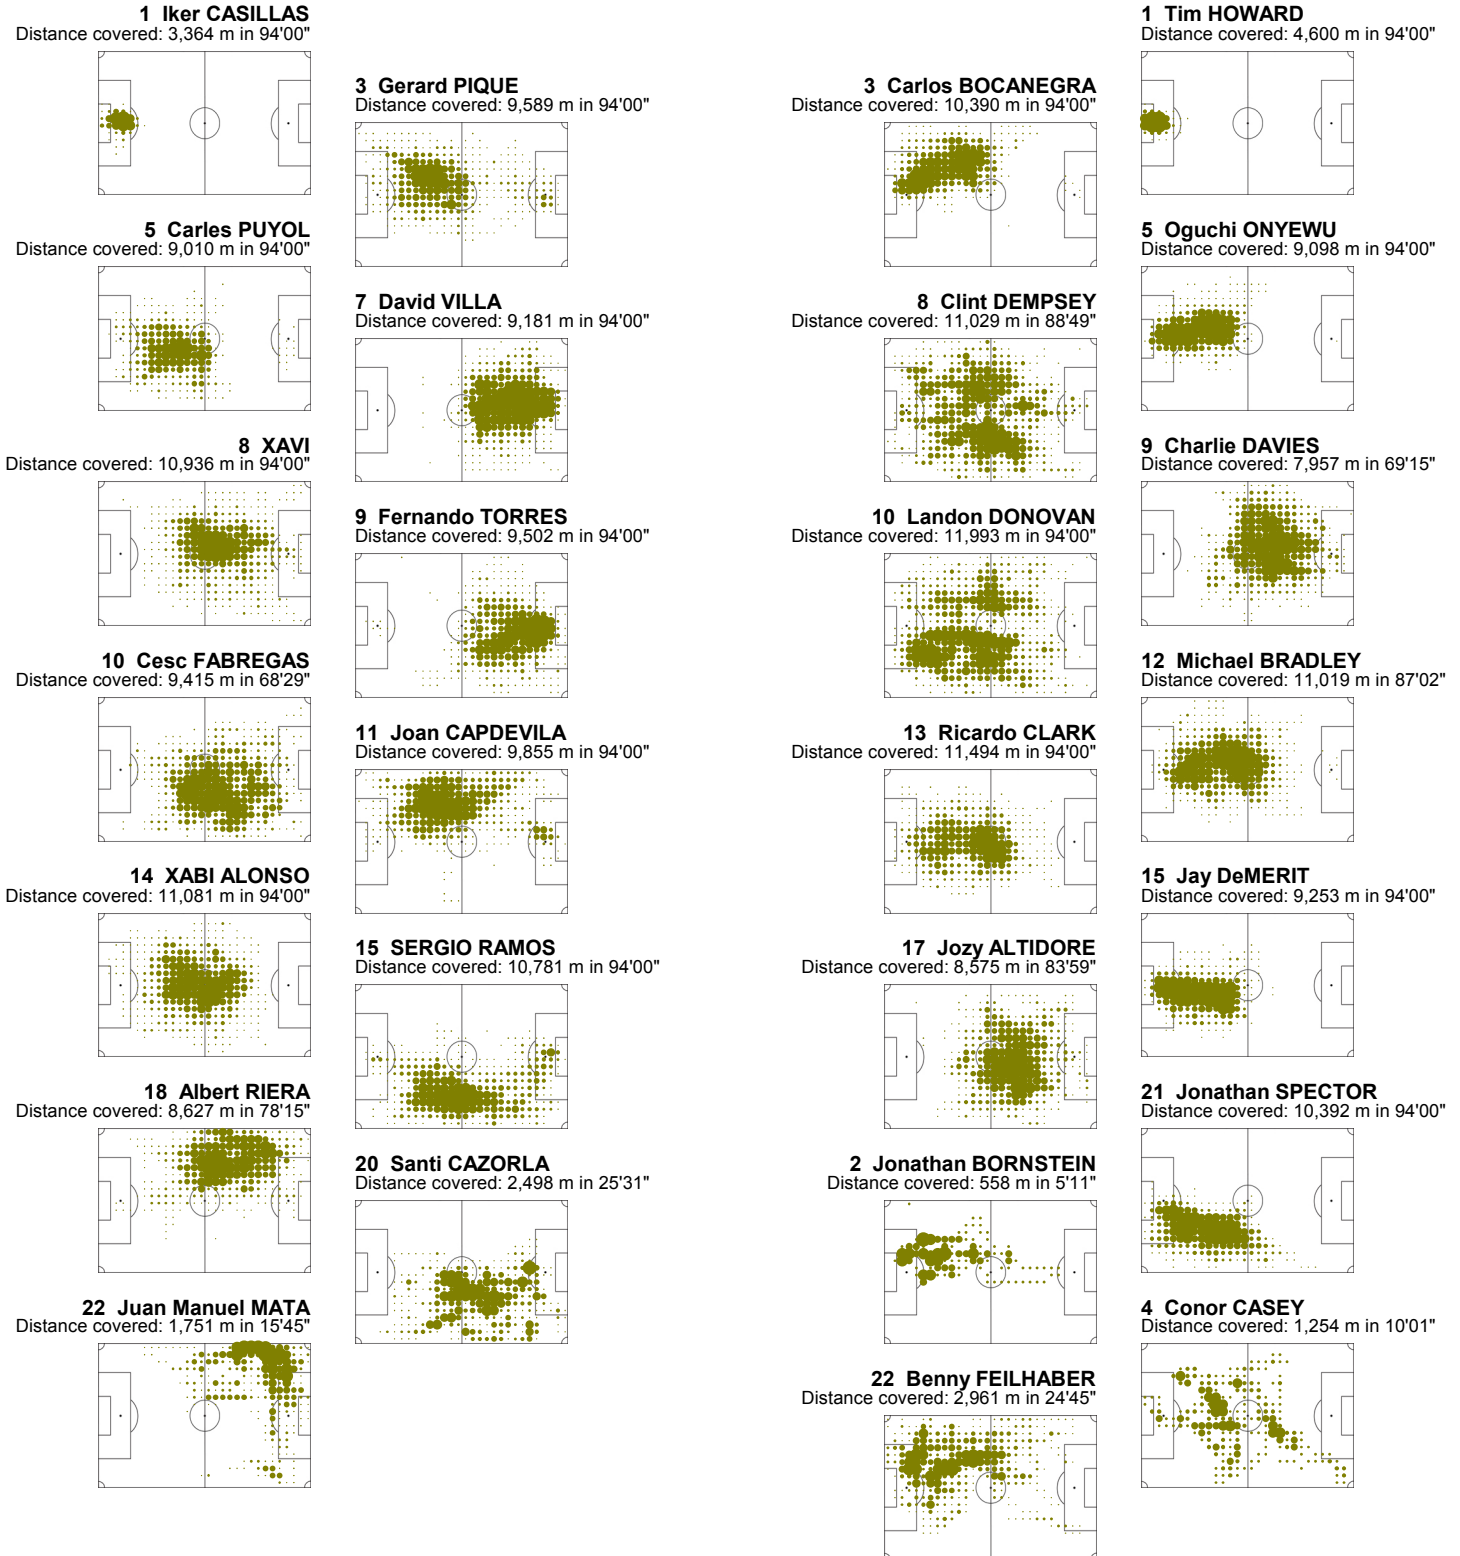 1 Iker CASILLAS
Distance covered: 3,364 m in 94'00"
3 Gerard PIQUE
Distance covered: 9,589 m in 94'00"
5 Carles PUYOL
Distance covered: 9,010 m in 94'00"
7 David VILLA
Distance covered: 9,181 m in 94'00"
8 XAVI
Distance covered: 10,936 m in 94'00"
9 Fernando TORRES
Distance covered: 9,502 m in 94'00"
10 Cesc FABREGAS
Distance covered: 9,415 m in 68'29"
11 Joan CAPDEVILA
Distance covered: 9,855 m in 94'00"
14 XABI ALONSO
Distance covered: 11,081 m in 94'00"
15 SERGIO RAMOS
Distance covered: 10,781 m in 94'00"
18 Albert RIERA
Distance covered: 8,627 m in 78'15"
20 Santi CAZORLA
Distance covered: 2,498 m in 25'31"
22 Juan Manuel MATA
Distance covered: 1,751 m in 15'45"
1 Tim HOWARD
Distance covered: 4,600 m in 94'00"
3 Carlos BOCANEGRA
Distance covered: 10,390 m in 94'00"
5 Oguchi ONYEWU
Distance covered: 9,098 m in 94'00"
8 Clint DEMPSEY
Distance covered: 11,029 m in 88'49"
9 Charlie DAVIES
Distance covered: 7,957 m in 69'15"
10 Landon DONOVAN
Distance covered: 11,993 m in 94'00"
12 Michael BRADLEY
Distance covered: 11,019 m in 87'02"
13 Ricardo CLARK
Distance covered: 11,494 m in 94'00"
15 Jay DeMERIT
Distance covered: 9,253 m in 94'00"
17 Jozy ALTIDORE
Distance covered: 8,575 m in 83'59"
21 Jonathan SPECTOR
Distance covered: 10,392 m in 94'00"
2 Jonathan BORNSTEIN
Distance covered: 558 m in 5'11"
4 Conor CASEY
Distance covered: 1,254 m in 10'01"
22 Benny FEILHABER
Distance covered: 2,961 m in 24'45"